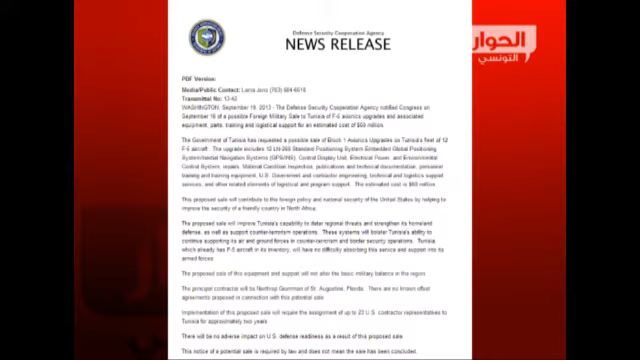 Defense Security Cooperation Agency
NEWS RELEASE
الحوار
التونسي
PDF Version:
Media/Public Contact: Lorna Jons (703) 604-6618
Transmittal No: 13-42
WASHINGTON, September 19, 2013 - The Defense Security Cooperation Agency notified Congress on
September 18 of a possible Foreign Military Sale to Tunisia of F-5 avionics upgrades and associated
equipment, parts, training and logistical support for an estimated cost of $60 million.
The Government of Tunisia has requested a possible sale of Block 1 Avionics Upgrades on Tunisia's fleet of 12
F-5 aircraft. The upgrade includes 12 LN-260 Standard Positioning System Embedded Global Positioning
System/Inertial Navigation Systems (GPS/INS), Control Display Unit, Electrical Power, and Environmental
Control System, repairs, Material Condition Inspection, publications and technical documentation, personnel
training and training equipment, U.S. Government and contractor engineering, technical and logistics support
services, and other related elements of logistical and program support. The estimated cost is $60 million.
This proposed sale will contribute to the foreign policy and national security of the United States by helping to
improve the security of a friendly country in North Africa.
The proposed sale will improve Tunisia's capability to deter regional threats and strengthen its homeland
defense, as well as support counter-terrorism operations. These systems will bolster Tunisia's ability to
continue supporting its air and ground forces in counter-terrorism and border security operations. Tunisia,
which already has F-5 aircraft in its inventory, will have no difficulty absorbing this service and support into its
armed forces.
The proposed sale of this equipment and support will not alter the basic military balance in the region.
The principal contractor will be Northrop Grumman of St. Augustine, Florida. There are no known offset
agreements proposed in connection with this potential sale.
Implementation of this proposed sale will require the assignment of up to 23 U.S. contractor representatives to
Tunisia for approximately two years.
There will be no adverse impact on U.S. defense readiness as a result of this proposed sale.
This notice of a potential sale is required by law and does not mean the sale has been concluded.